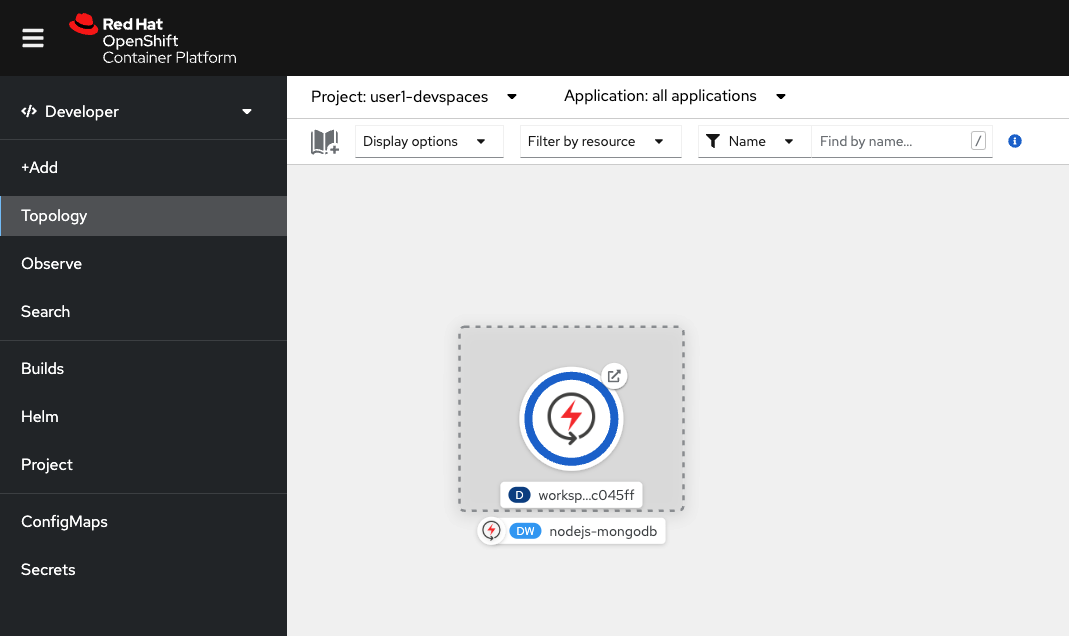 Red Hat
OpenShift
Container Platform
Developer
+Add
Topology
Observe
Search
Builds
Helm
Project
ConfigMaps
Secrets
Project: user1-devspaces
Application: all applications
Display options
Filter by resource
Name
Find by name...
/
D worksp...c045ff
DW nodejs-mongodb